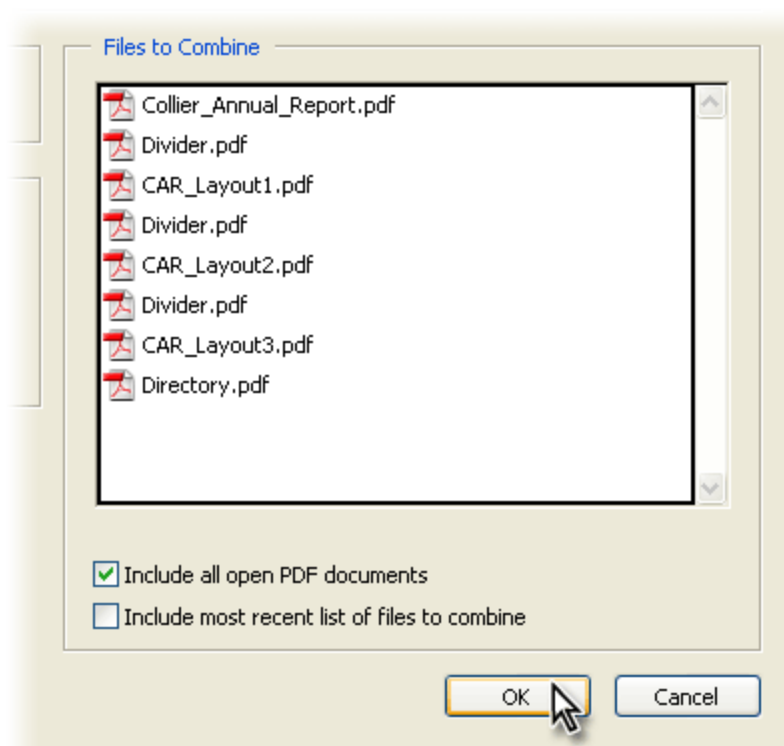 Files to Combine
Collier_Annual_Report.pdf
Divider.pdf
CAR_Layout1.pdf
Divider.pdf
CAR_Layout2.pdf
Divider.pdf
CAR_Layout3.pdf
Directory.pdf
Include all open PDF documents
Include most recent list of files to combine
OK
Cancel